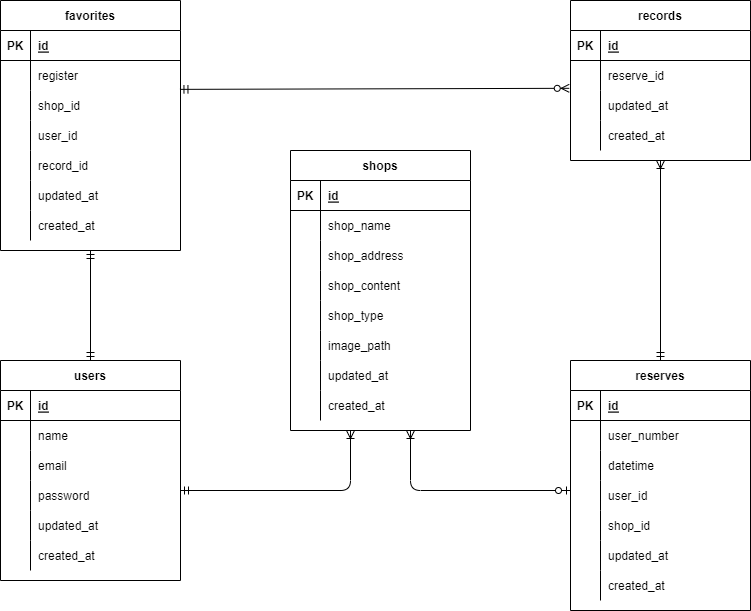 favorites
PK id
register
shop_id
user_id
record_id
updated_at
created_at
records
PK id
reserve_id
updated_at
created_at
shops
PK id
shop_name
shop_address
shop_content
shop_type
image_path
updated_at
created_at
users
PK id
name
email
password
updated_at
created_at
reserves
PK id
user_number
datetime
user_id
shop_id
updated_at
created_at